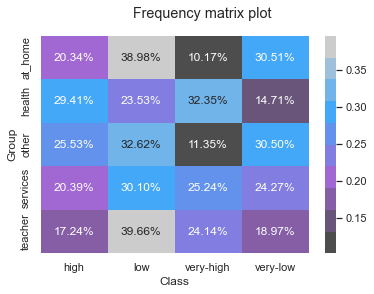 Frequency matrix plot
at_home 20.34% 38.98% 10.17% 30.51%
health 29.41% 23.53% 32.35% 14.71%
other 25.53% 32.62% 11.35% 30.50%
services 20.39% 30.10% 25.24% 24.27%
teacher 17.24% 39.66% 24.14% 18.97%
Group
high low very-high very-low
Class
0.35
0.30
0.25
0.20
0.15